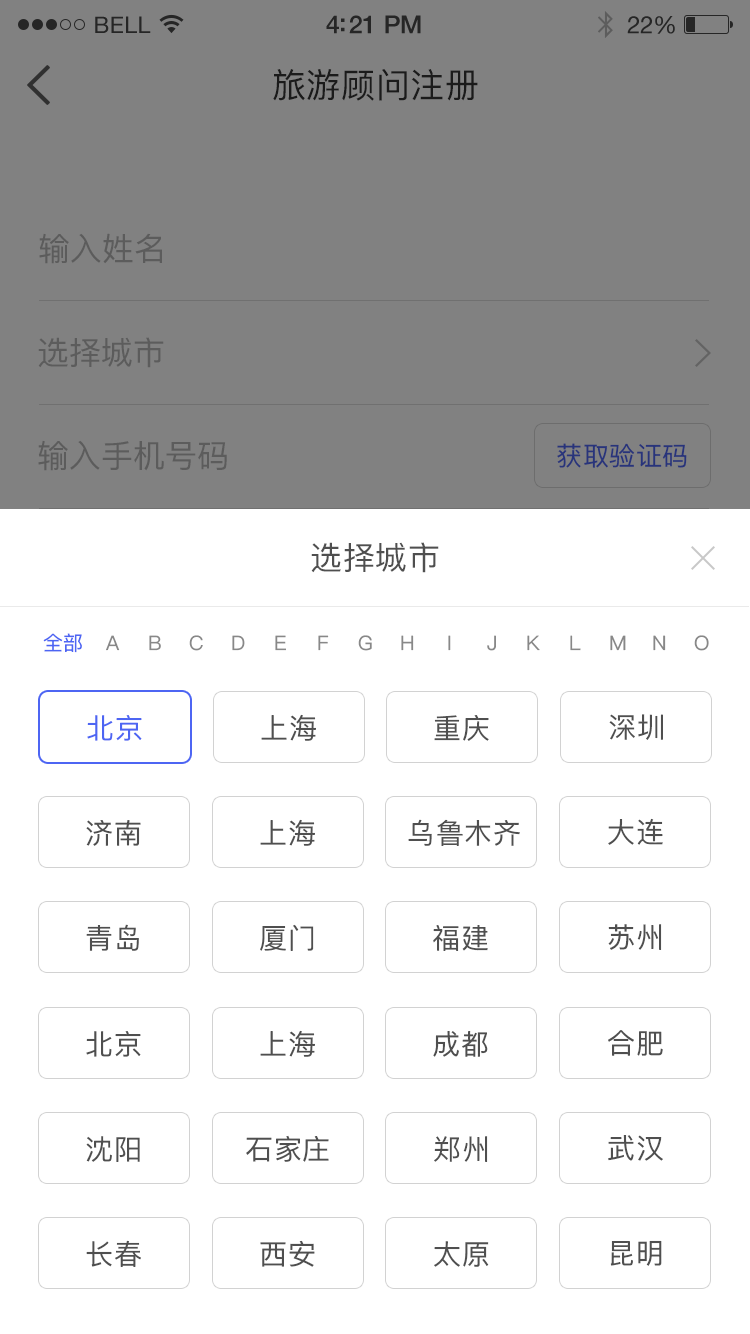 BELL 4:21 PM 22%
旅游顾问注册
输入姓名
选择城市
输入手机号码 获取验证码
选择城市
全部 A B C D E F G H I J K L M N O
北京 上海 重庆 深圳
济南 上海 乌鲁木齐 大连
青岛 厦门 福建 苏州
北京 上海 成都 合肥
沈阳 石家庄 郑州 武汉
长春 西安 太原 昆明